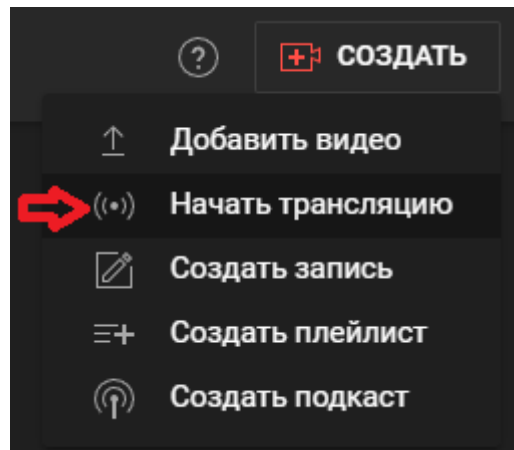 СОЗДАТЬ
Добавить видео
Начать трансляцию
Создать запись
Создать плейлист
Создать подкаст